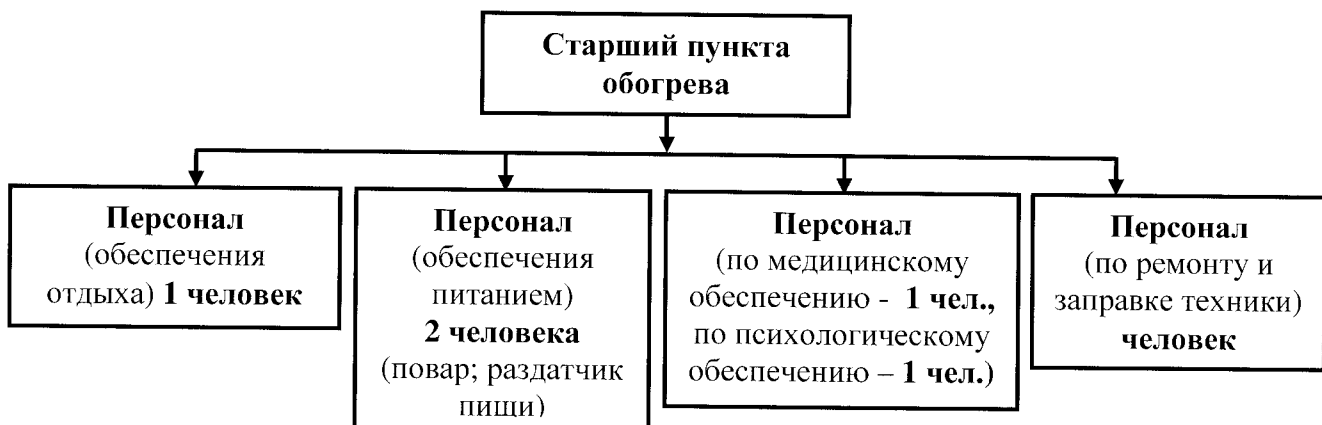 Старший пункта
обогрева
Персонал
(обеспечения
отдыха) 1 человек
Персонал
(обеспечения
питанием)
2 человека
(повар; раздатчик
пищи)
Персонал
(по медицинскому
обеспечению - 1 чел.,
по психологическому
обеспечению – 1 чел.)
Персонал
(по ремонту и
заправке техники)
человек